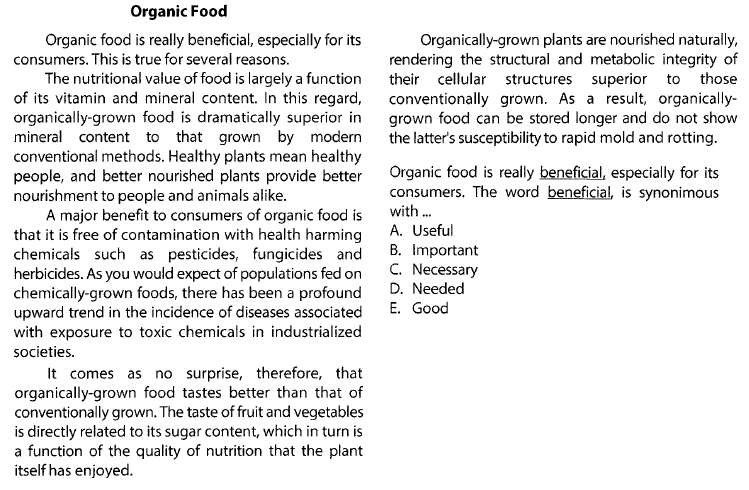 Organic Food
Organic food is really beneficial, especially for its
consumers. This is true for several reasons.
The nutritional value of food is largely a function
of its vitamin and mineral content. In this regard,
organically-grown food is dramatically superior in
mineral content to that grown by modern
conventional methods. Healthy plants mean healthy
people, and better nourished plants provide better
nourishment to people and animals alike.
A major benefit to consumers of organic food is
that it is free of contamination with health harming
chemicals such as pesticides, fungicides and
herbicides. As you would expect of populations fed on
chemically-grown foods, there has been a profound
upward trend in the incidence of diseases associated
with exposure to toxic chemicals in industrialized
societies.
It comes as no surprise, therefore, that
organically-grown food tastes better than that of
conventionally grown. The taste of fruit and vegetables
is directly related to its sugar content, which in turn is
a function of the quality of nutrition that the plant
itself has enjoyed.
Organically-grown plants are nourished naturally,
rendering the structural and metabolic integrity of
their cellular structures superior to those
conventionally grown. As a result, organically-
grown food can be stored longer and do not show
the latter's susceptibility to rapid mold and rotting.
Organic food is really beneficial, especially for its
consumers. The word beneficial, is synonimous
with ...
A. Useful
B. Important
C. Necessary
D. Needed
E. Good